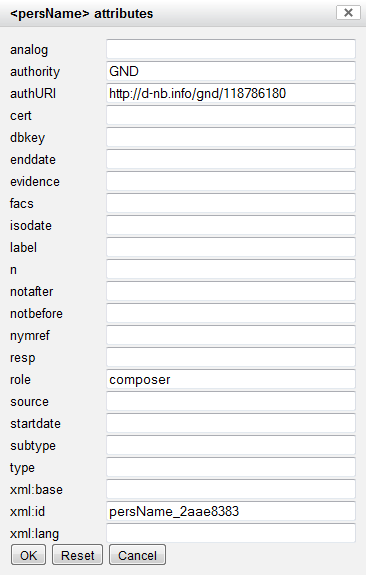 <persName> attributes
analog
authority GND
authURI http://d-nb.info/gnd/118786180
cert
dbkey
enddate
evidence
facs
isodate
label
n
notafter
notbefore
nymref
resp
role composer
source
startdate
subtype
type
xml:base
xml:id persName_2aae8383
xml:lang
OK Reset Cancel